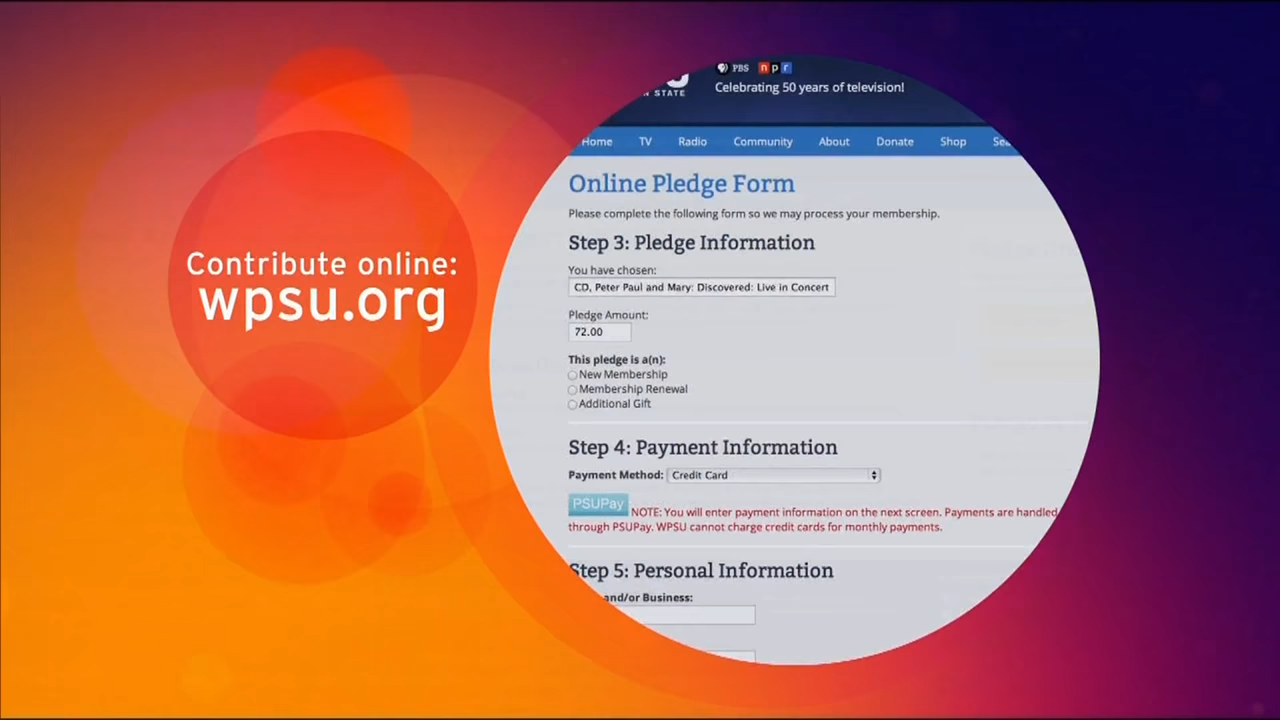 Contribute online:
wpsu.org
PBS npr
STATE
Celebrating 50 years of television!
Home TV Radio Community About Donate Shop
Online Pledge Form
Please complete the following form so we may process your membership.
Step 3: Pledge Information
You have chosen:
CD, Peter Paul and Mary: Discovered: Live in Concert
Pledge Amount:
72.00
This pledge is a(n):
New Membership
Membership Renewal
Additional Gift
Step 4: Payment Information
Payment Method: Credit Card
PSUPay NOTE: You will enter payment information on the next screen. Payments are handled
through PSUPay. WPSU cannot charge credit cards for monthly payments.
Step 5: Personal Information
and/or Business: